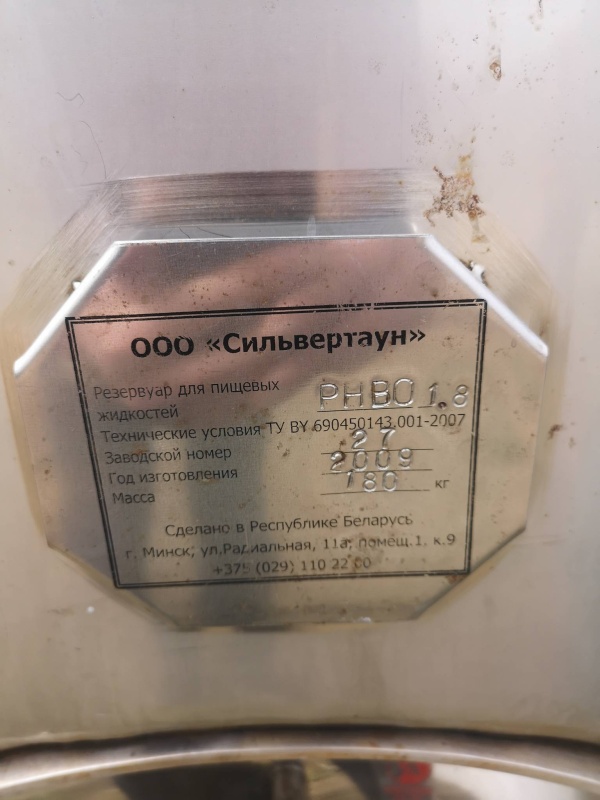 ООО «Сильвертаун»
Резервуар для пищевых
жидкостей РНВО 1.8
Технические условия ТУ BY 690450143.001-2007
Заводской номер 27
Год изготовления 2009
Масса 180 кг
Сделано в Республике Беларусь
г. Минск, ул.Радиальная, 11а, помещ.1. к.9
+375 (029) 110 22 00